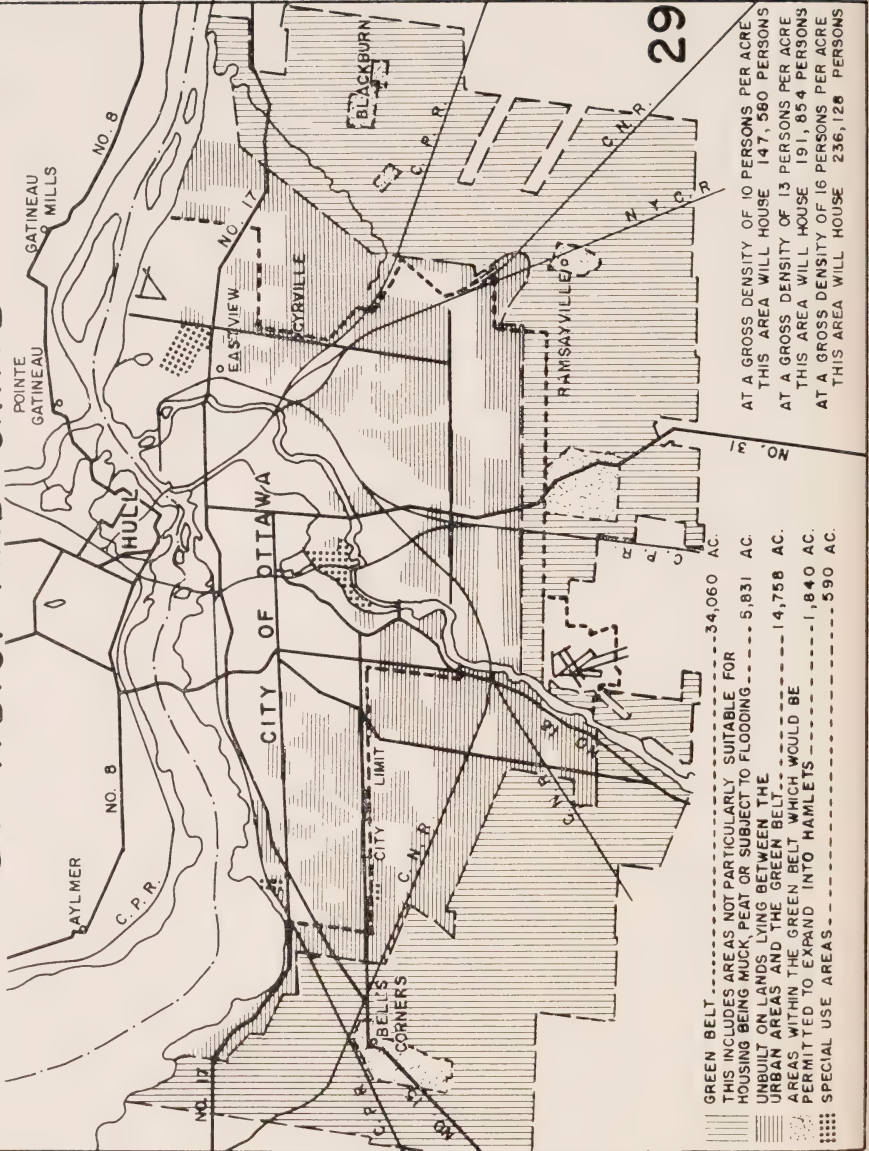 POINTE
GATINEAU
GATINEAU
MILLS
NO. 8
AYLMER
NO. 8
C.P.R.
HULL
NO. 17
EASTVIEW
CYRVILLE
BLACKBURN
C. P. R.
C.N.R.
N.Y.C.R
29
CITY OF OTTAWA
CITY LIMIT
C.N.R
NO. 17
BELL'S
CORNERS
C.P.R.
NO 15
C.N.R.
NO. 16
C.P.R
RAMSAYVILLE
NO. 31
GREEN BELT 34,060 AC.
THIS INCLUDES AREAS NOT PARTICULARLY SUITABLE FOR
HOUSING BEING MUCK, PEAT OR SUBJECT TO FLOODING 5,831 AC.
UNBUILT ON LANDS LYING BETWEEN THE
URBAN AREAS AND THE GREEN BELT 14,758 AC.
AREAS WITHIN THE GREEN BELT WHICH WOULD BE
PERMITTED TO EXPAND INTO HAMLETS 1,840 AC.
SPECIAL USE AREAS 590 AC.
AT A GROSS DENSITY OF 10 PERSONS PER ACRE
THIS AREA WILL HOUSE 147,580 PERSONS
AT A GROSS DENSITY OF 13 PERSONS PER ACRE
THIS AREA WILL HOUSE 191,854 PERSONS
AT A GROSS DENSITY OF 16 PERSONS PER ACRE
THIS AREA WILL HOUSE 236,128 PERSONS